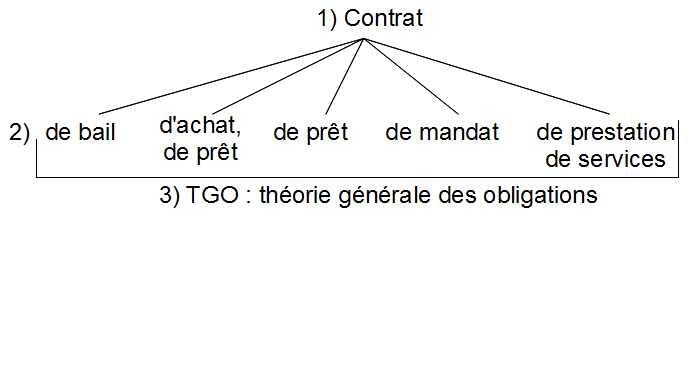 1) Contrat
2) de bail
d'achat,
de prêt
de prêt
de mandat
de prestation
de services
3) TGO : théorie générale des obligations